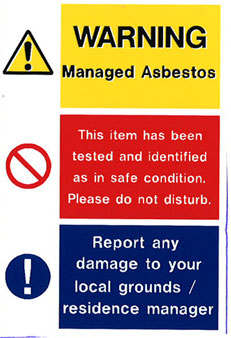 WARNING
Managed Asbestos
This item has been
tested and identified
as in safe condition.
Please do not disturb.
Report any
damage to your
local grounds /
residence manager